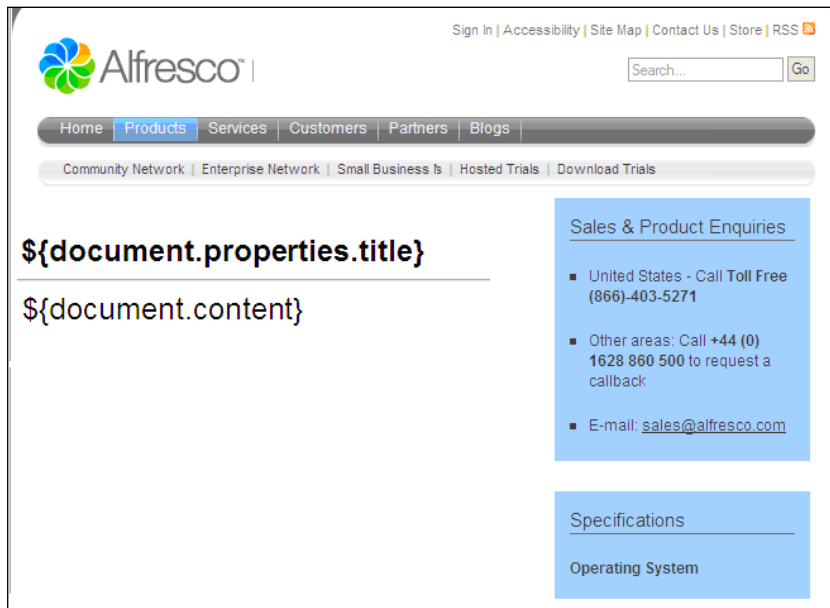 Sign In | Accessibility | Site Map | Contact Us | Store | RSS
Alfresco™
Search...
Go
Home | Products | Services | Customers | Partners | Blogs
Community Network | Enterprise Network | Small Business | Hosted Trials | Download Trials
${document.properties.title}
${document.content}
Sales & Product Enquiries
United States - Call Toll Free
(866)-403-5271
Other areas: Call +44 (0)
1628 860 500 to request a
callback
E-mail: sales@alfresco.com
Specifications
Operating System